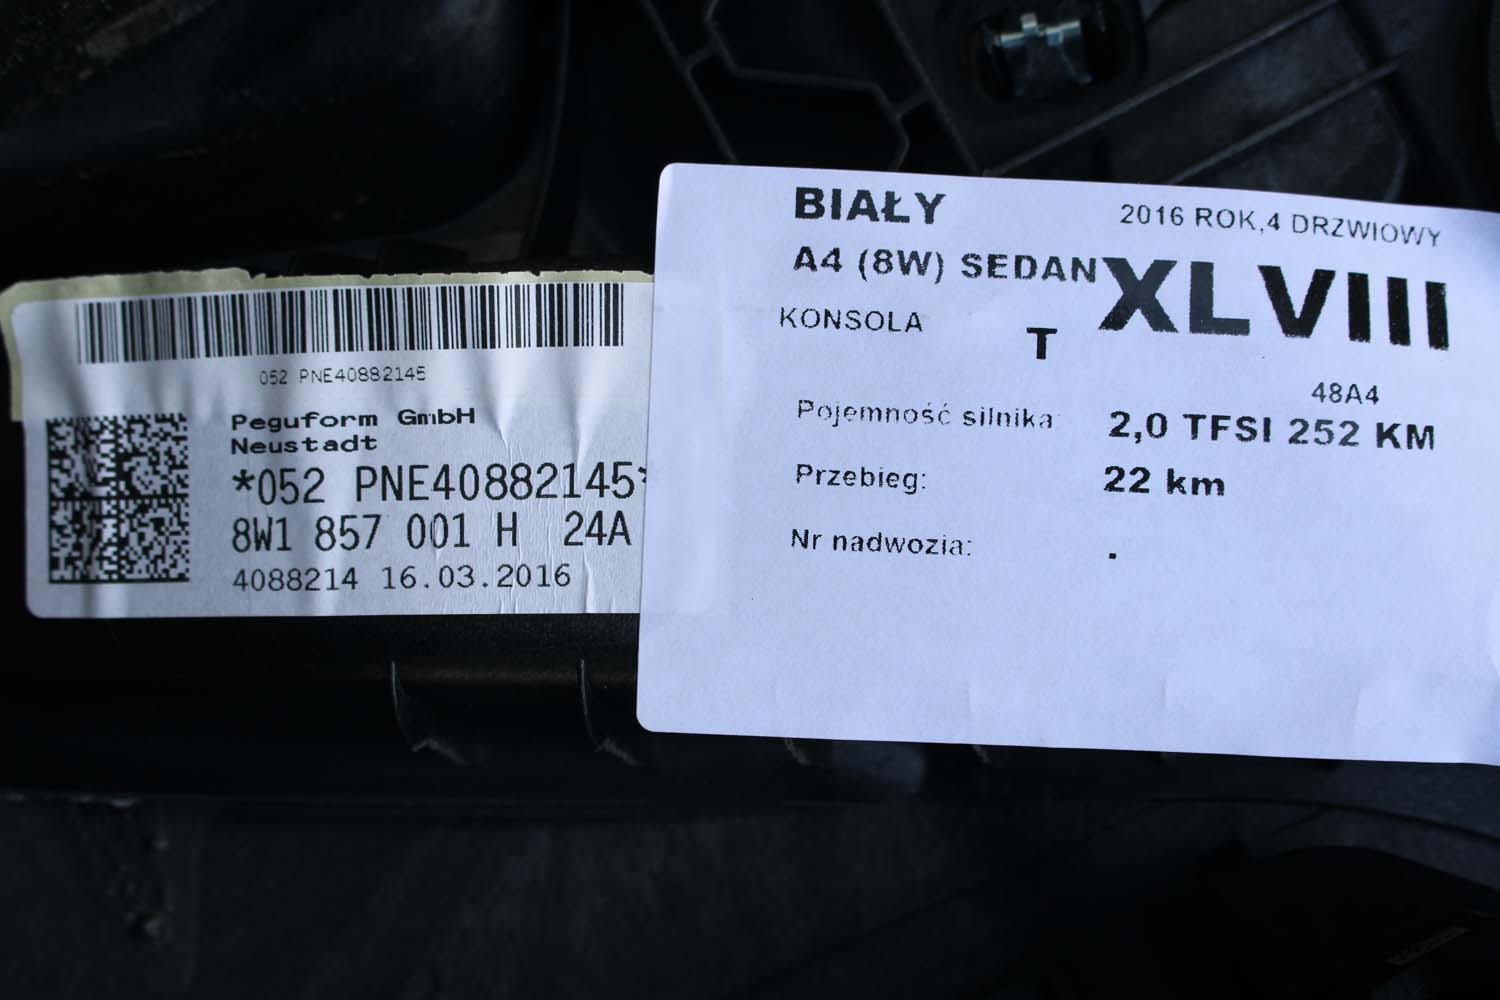 052 PNE40882145
Peguform GmbH
Neustadt
*052 PNE40882145*
8W1 857 001 H 24A
4088214 16.03.2016
BIAŁY
2016 ROK,4 DRZWIOWY
A4 (8W) SEDAN
XLVIII
KONSOLA
T
48A4
Pojemność silnika
2,0 TFSI 252 KM
Przebieg:
22 km
Nr nadwozia:
.